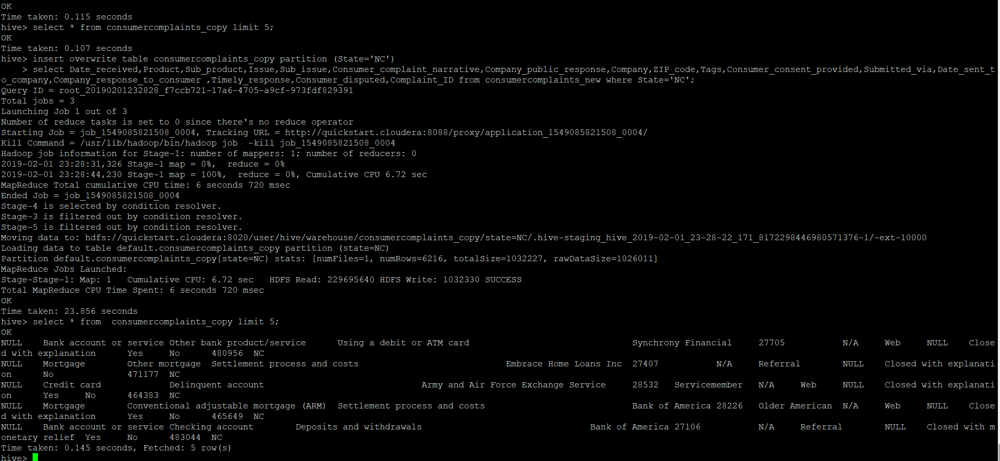 OK
Time taken: 0.115 seconds
hive> select * from consumercomplaints_copy limit 5;
OK
Time taken: 0.107 seconds
hive> insert overwrite table consumercomplaints_copy partition (State='NC')
    > select Date_received,Product,Sub_product,Issue,Sub_issue,Consumer_complaint_narrative,Company_public_response,Company,ZIP_code,Tags,Consumer_consent_provided,Submitted_via,Date_sent_t
o_company,Company_response_to_consumer ,Timely_response,Consumer_disputed,Complaint_ID from consumercomplaints_new where State='NC';
Query ID = root_20190201232828_f7ccb721-17a6-4705-a9cf-973fdf829391
Total jobs = 3
Launching Job 1 out of 3
Number of reduce tasks is set to 0 since there's no reduce operator
Starting Job = job_1549085821508_0004, Tracking URL = http://quickstart.cloudera:8088/proxy/application_1549085821508_0004/
Kill Command = /usr/lib/hadoop/bin/hadoop job  -kill job_1549085821508_0004
Hadoop job information for Stage-1: number of mappers: 1; number of reducers: 0
2019-02-01 23:28:31,326 Stage-1 map = 0%,  reduce = 0%
2019-02-01 23:28:44,230 Stage-1 map = 100%,  reduce = 0%, Cumulative CPU 6.72 sec
MapReduce Total cumulative CPU time: 6 seconds 720 msec
Ended Job = job_1549085821508_0004
Stage-4 is selected by condition resolver.
Stage-3 is filtered out by condition resolver.
Stage-5 is filtered out by condition resolver.
Moving data to: hdfs://quickstart.cloudera:8020/user/hive/warehouse/consumercomplaints_copy/state=NC/.hive-staging_hive_2019-02-01_23-28-22_171_8172298446980571376-1/-ext-10000
Loading data to table default.consumercomplaints_copy partition (state=NC)
Partition default.consumercomplaints_copy{state=NC} stats: [numFiles=1, numRows=6216, totalSize=1032227, rawDataSize=1026011]
MapReduce Jobs Launched:
Stage-Stage-1: Map: 1   Cumulative CPU: 6.72 sec   HDFS Read: 229695640 HDFS Write: 1032330 SUCCESS
Total MapReduce CPU Time Spent: 6 seconds 720 msec
OK
Time taken: 23.856 seconds
hive> select * from  consumercomplaints_copy limit 5;
OK
NULL    Bank account or service Other bank product/service      Using a debit or ATM card                               Synchrony Financial     27705           N/A     Web     NULL    Close
d with explanation      Yes     No      480956  NC
NULL    Mortgage        Other mortgage  Settlement process and costs                            Embrace Home Loans Inc  27407           N/A     Referral        NULL    Closed with explanati
on      No              471177  NC
NULL    Credit card             Delinquent account                              Army and Air Force Exchange Service     28532   Servicemember   N/A     Web     NULL    Closed with explanati
on      Yes     No      464383  NC
NULL    Mortgage        Conventional adjustable mortgage (ARM)  Settlement process and costs                            Bank of America 28226   Older American  N/A     Web     NULL    Close
d with explanation      Yes     No      465649  NC
NULL    Bank account or service Checking account        Deposits and withdrawals                                Bank of America 27106           N/A     Referral        NULL    Closed with m
onetary relief  Yes     No      483044  NC
Time taken: 0.145 seconds, Fetched: 5 row(s)
hive>